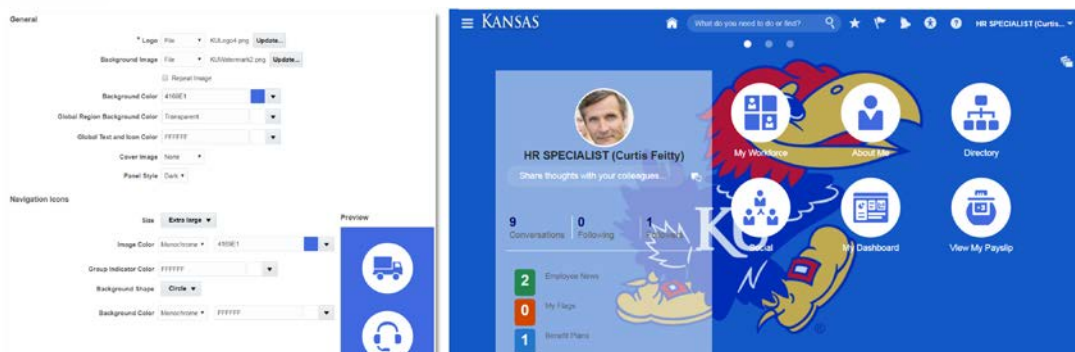 General
* Logo File KULogo4.png Update...
Background Image File KUWatermark2.png Update...
Repeat Image
Background Color 4169E1
Global Region Background Color Transparent
Global Text and Icon Color FFFFFF
Cover Image None
Panel Style Dark
Navigation Icons
Size Extra large
Preview
Image Color Monochrome 4169E1
Group Indicator Color FFFFFF
Background Shape Circle
Background Color Monochrome FFFFFF
KANSAS
What do you need to do or find?
HR SPECIALIST (Curtis...
HR SPECIALIST (Curtis Feitty)
Share thoughts with your colleagues...
9 0 1
Conversations Following Followers
2 Employee News
0 My Flags
1 Benefit Plans
My Workforce About Me Directory
KU
Social My Dashboard View My Payslip